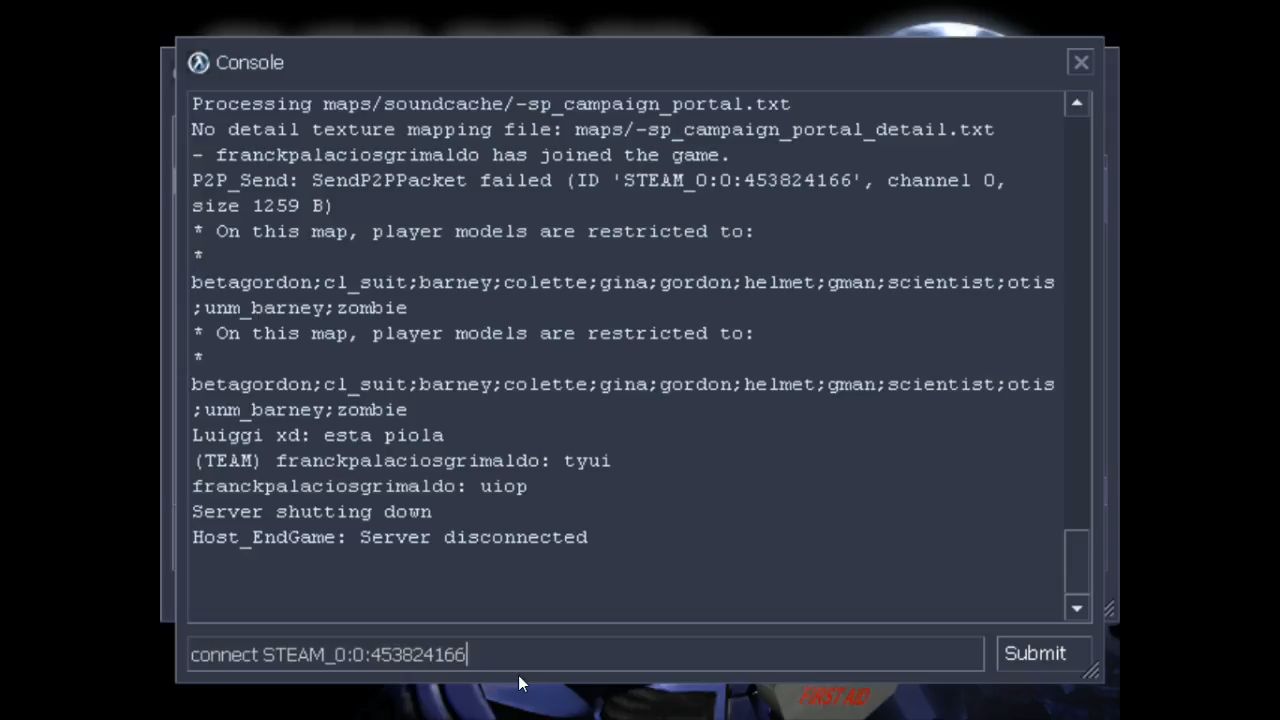 Console
Processing maps/soundcache/-sp_campaign_portal.txt
No detail texture mapping file: maps/-sp_campaign_portal_detail.txt
- franckpalaciosgrimaldo has joined the game.
P2P_Send: SendP2PPacket failed (ID 'STEAM_0:0:453824166', channel 0,
size 1259 B)
* On this map, player models are restricted to:
*
betagordon;cl_suit;barney;colette;gina;gordon;helmet;gman;scientist;otis
;unm_barney;zombie
* On this map, player models are restricted to:
*
betagordon;cl_suit;barney;colette;gina;gordon;helmet;gman;scientist;otis
;unm_barney;zombie
Luiggi xd: esta piola
(TEAM) franckpalaciosgrimaldo: tyui
franckpalaciosgrimaldo: uiop
Server shutting down
Host_EndGame: Server disconnected
connect STEAM_0:0:453824166
Submit
FIRST AID